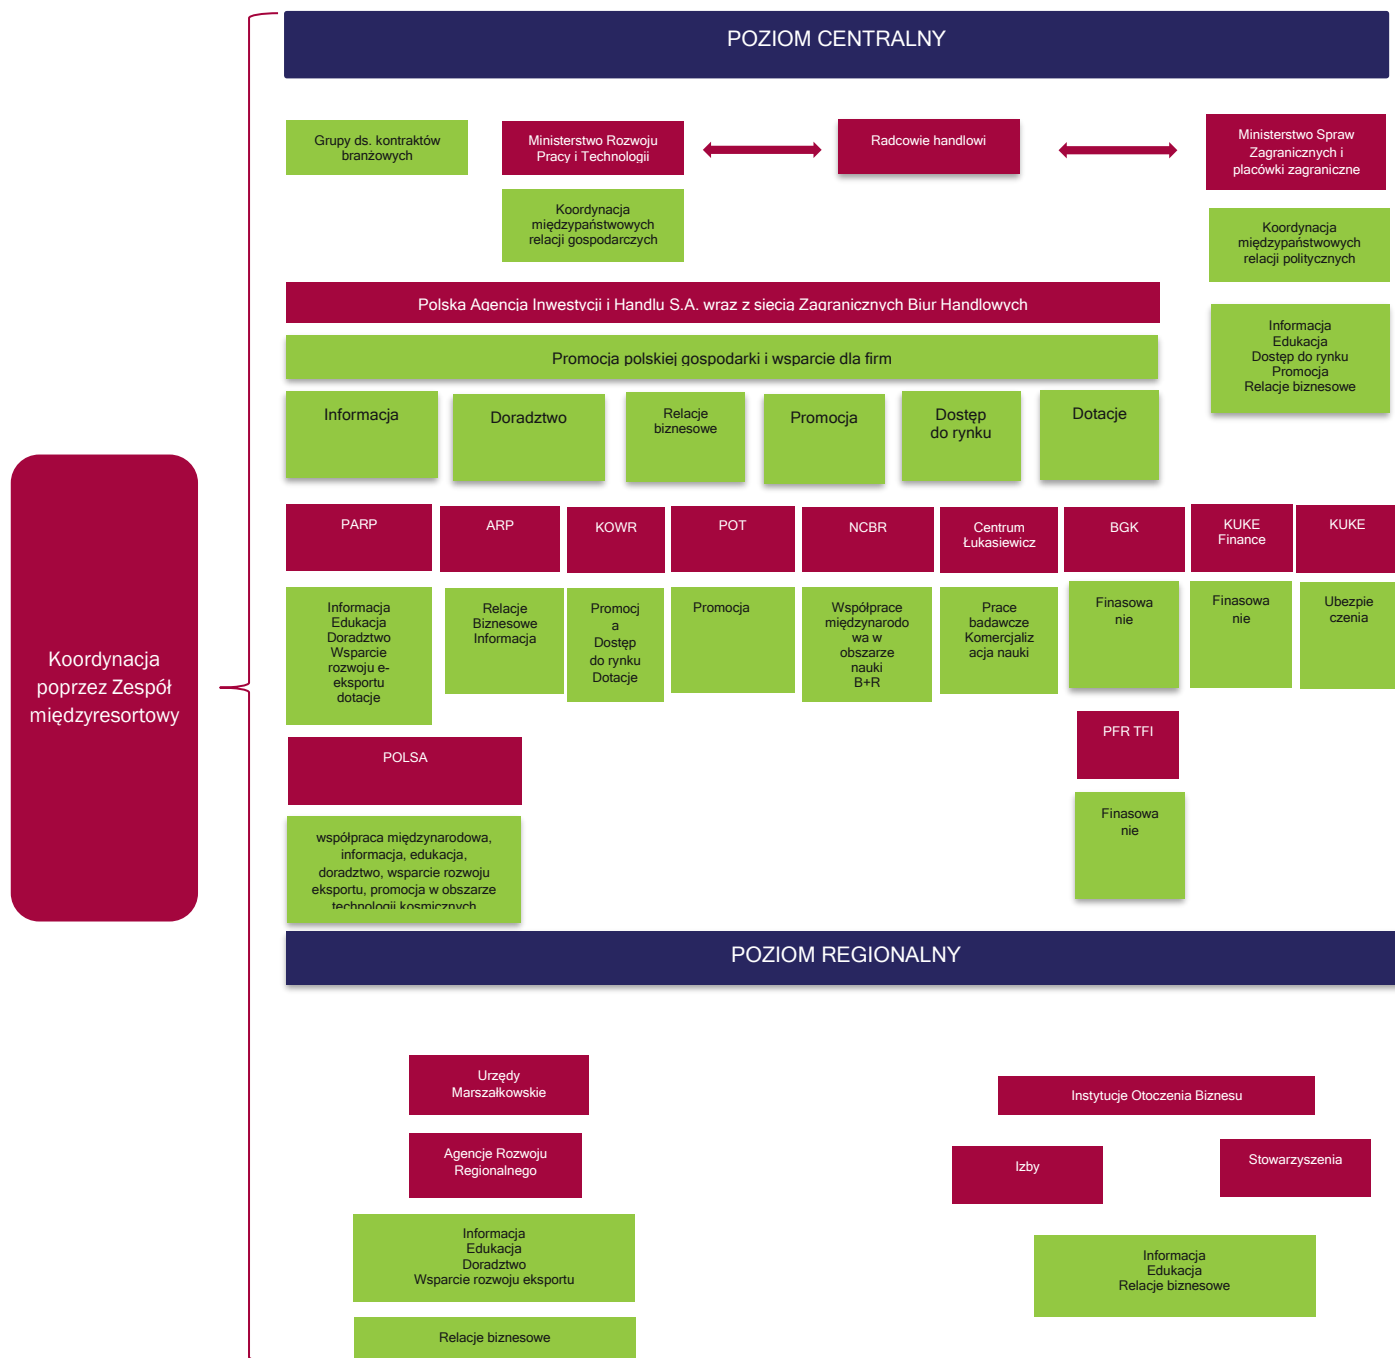 POZIOM CENTRALNY
Grupy ds. kontraktów
branżowych
Ministerstwo Rozwoju
Pracy i Technologii
Radcowie handlowi
Ministerstwo Spraw
Zagranicznych i
placówki zagraniczne
Koordynacja
międzypaństwowych
relacji gospodarczych
Koordynacja
międzypaństwowych
relacji politycznych
Polska Agencja Inwestycji i Handlu S.A. wraz z siecią Zagranicznych Biur Handlowych
Promocja polskiej gospodarki i wsparcie dla firm
Informacja
Edukacja
Dostęp do rynku
Promocja
Relacje biznesowe
Informacja
Doradztwo
Relacje
biznesowe
Promocja
Dostęp
do rynku
Dotacje
PARP
ARP
KOWR
POT
NCBR
Centrum
Łukasiewicz
BGK
KUKE
Finance
KUKE
Informacja
Edukacja
Doradztwo
Wsparcie
rozwoju e-
eksportu
dotacje
Relacje
Biznesowe
Informacja
Promocj
a
Dostęp
do rynku
Dotacje
Promocja
Współprace
międzynarodo
wa w
obszarze
nauki
B+R
Prace
badawcze
Komercjaliz
acja nauki
Finasowa
nie
Finasowa
nie
Ubezpie
czenia
Koordynacja
poprzez Zespół
międzyresortowy
POLSA
PFR TFI
współpraca międzynarodowa,
informacja, edukacja,
doradztwo, wsparcie rozwoju
eksportu, promocja w obszarze
technologii kosmicznych
Finasowa
nie
POZIOM REGIONALNY
Urzędy
Marszałkowskie
Agencje Rozwoju
Regionalnego
Informacja
Edukacja
Doradztwo
Wsparcie rozwoju eksportu
Relacje biznesowe
Instytucje Otoczenia Biznesu
Izby
Stowarzyszenia
Informacja
Edukacja
Relacje biznesowe